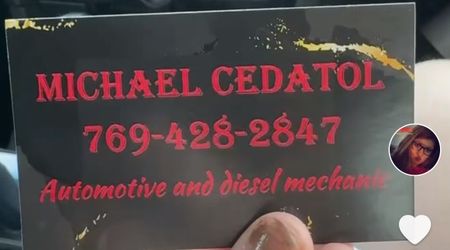 MICHAEL CEDATOL
769-428-2847
Automotive and diesel mechanic